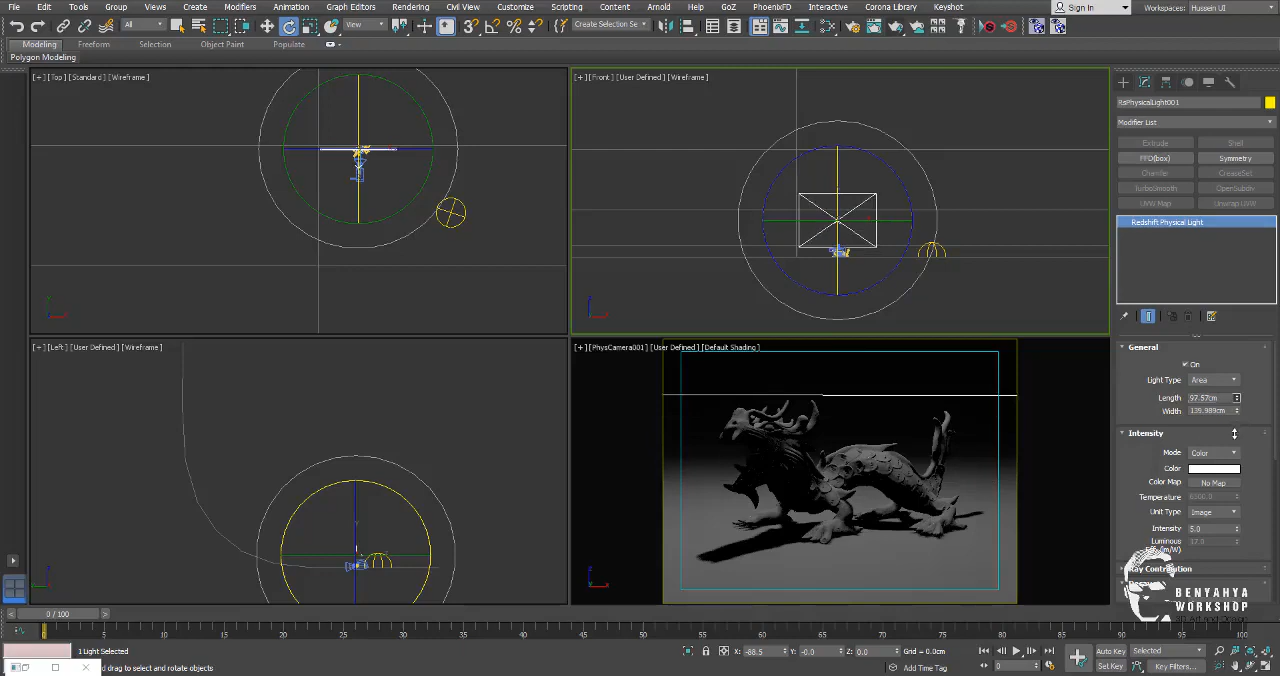 File Edit Tools Group Views Create Modifiers Animation Graph Editors Rendering Civil View Customize Scripting Content Arnold Help GoZ PhoenixFD Interactive Corona Library Keyshot Sign In Workspaces: Hussein UI
All View Create Selection Se
Modeling Freeform Selection Object Paint Populate
Polygon Modeling
[+] [Top] [Standard] [Wireframe]
[+] [Front] [User Defined] [Wireframe]
RsPhysicalLight001
Modifier List
Extrude Shell
FFD(box) Symmetry
Chamfer CreaseSet
TurboSmooth OpenSubdiv
UVW Map Unwrap UVW
Redshift Physical Light
[+] [Left] [User Defined] [Wireframe]
[+] [PhysCamera001] [User Defined] [Default Shading]
General
On
Light Type Area
Length 97.57cm
Width 139.989cm
Intensity
Mode Color
Color
Color Map No Map
Temperature
Unit Type Image
Intensity 5.0
Luminous
(lm/W) 17.0
Ray Contribution
BENYAHYA
WORKSHOP
3D Art and Design
0 / 100
0 5 10 15 20 25 30 35 40 45 50 55 60 65 70 75 80 85 90 95 100
1 Light Selected
drag to select and rotate objects
X: -88.5 Y: -0.0 Z: 0.0 Grid = 0.0cm
Add Time Tag
0
Auto Key Selected
Set Key Key Filters...